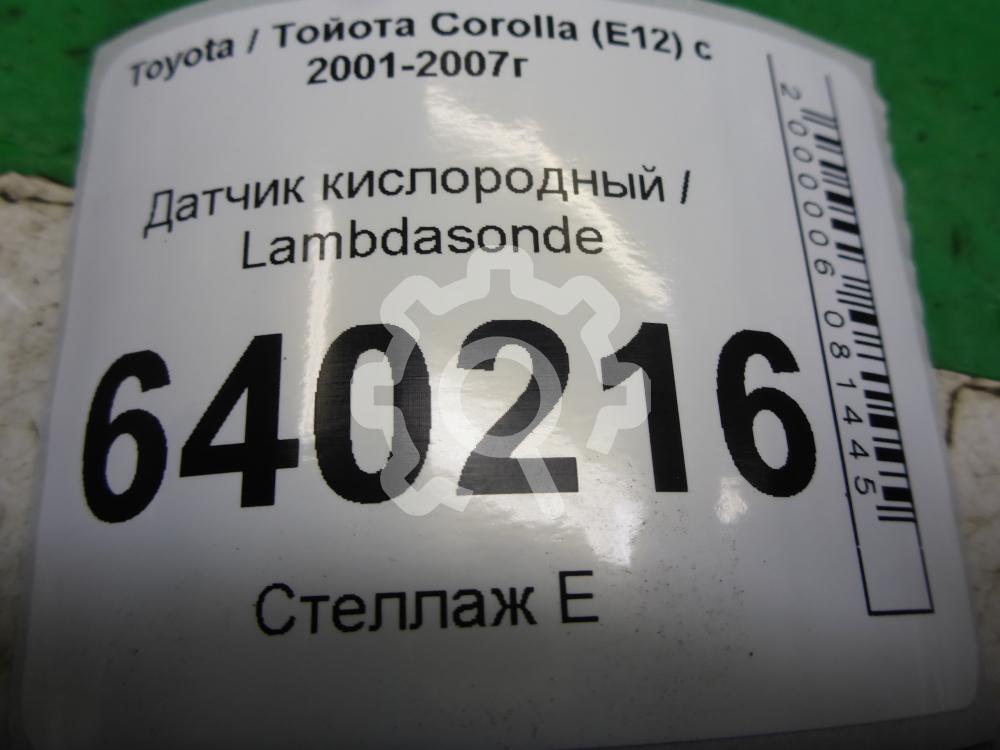 Toyota / Тойота Corolla (E12) с
2001-2007г
Датчик кислородный /
Lambdasonde
640216
Стеллаж E
2000006081445